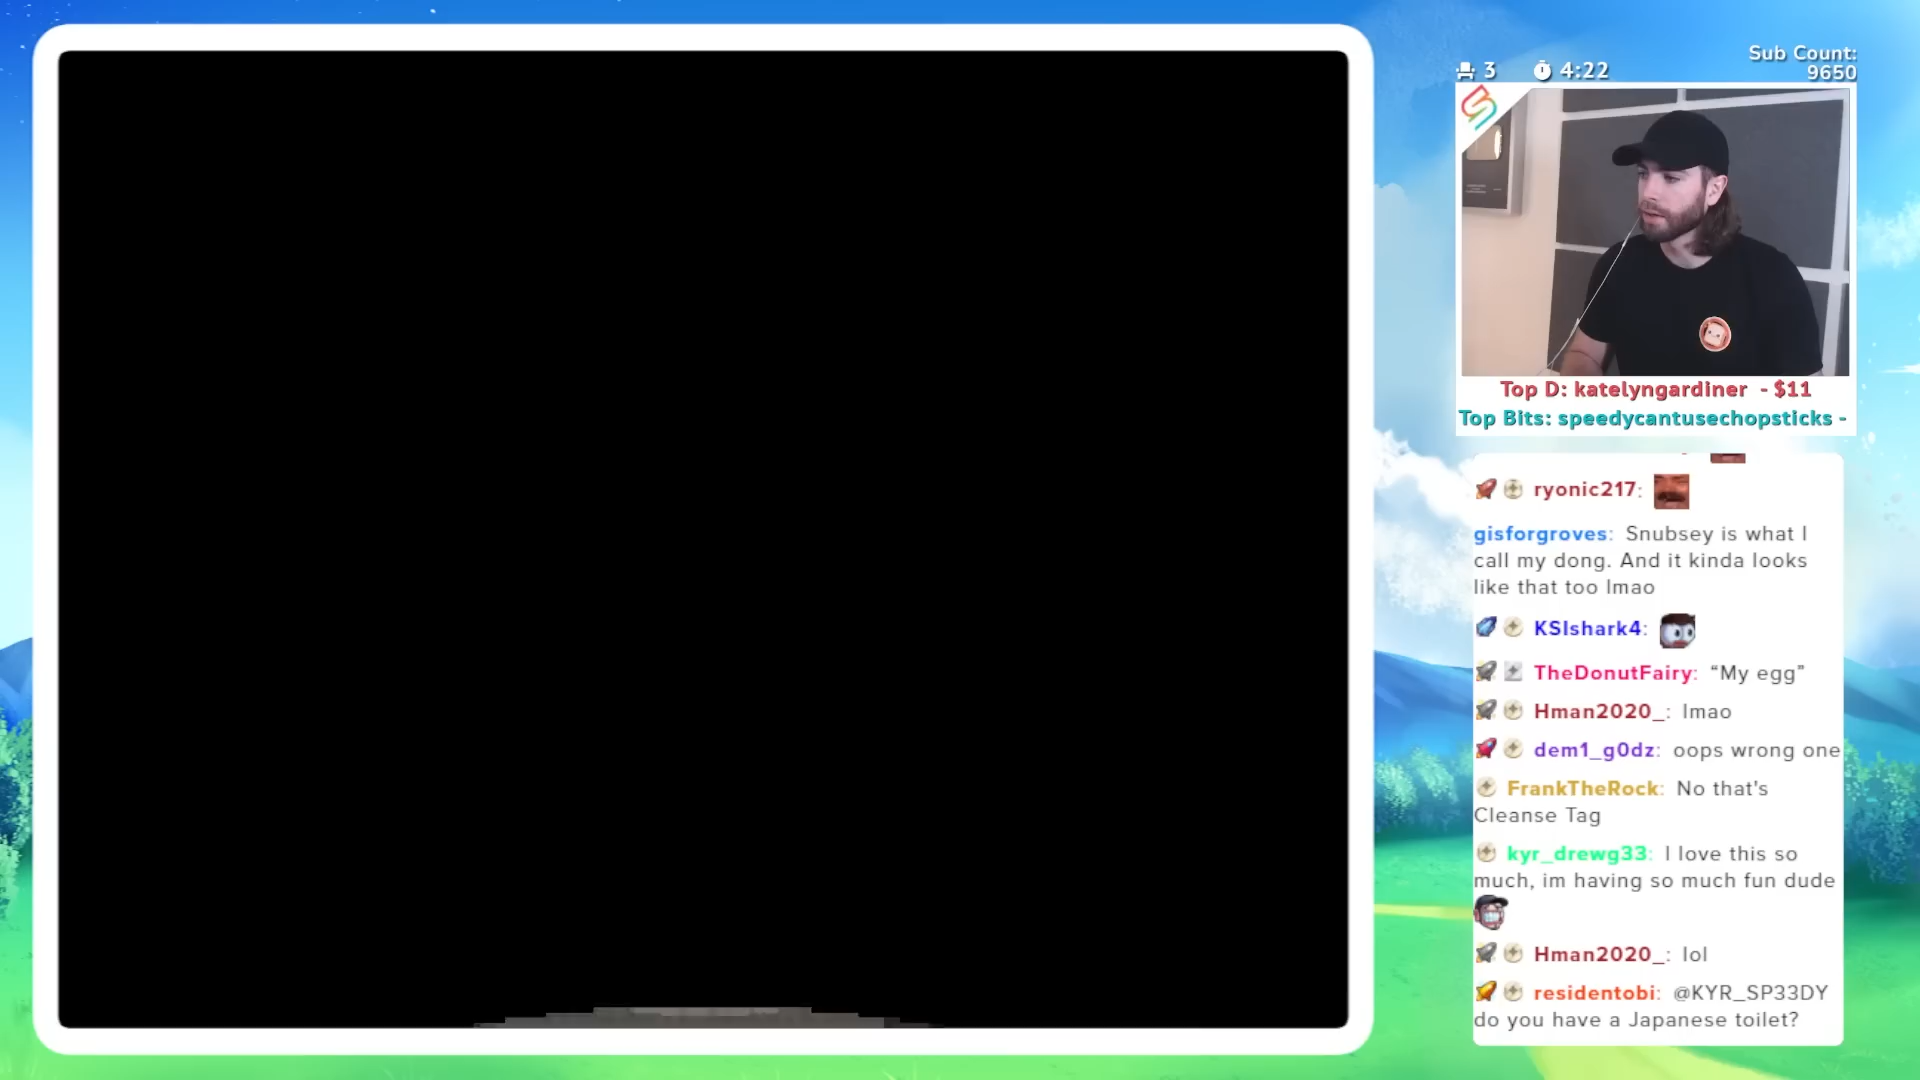 3
4:22
Sub Count:
9650
Top D: katelyngardiner - $11
Top Bits: speedycantusechopsticks -
ryonic217:
gisforgroves: Snubsey is what I
call my dong. And it kinda looks
like that too lmao
KSIshark4:
TheDonutFairy: “My egg”
Hman2020_: lmao
dem1_g0dz: oops wrong one
FrankTheRock: No that's
Cleanse Tag
kyr_drewg33: I love this so
much, im having so much fun dude
Hman2020_: lol
residentobi: @KYR_SP33DY
do you have a Japanese toilet?